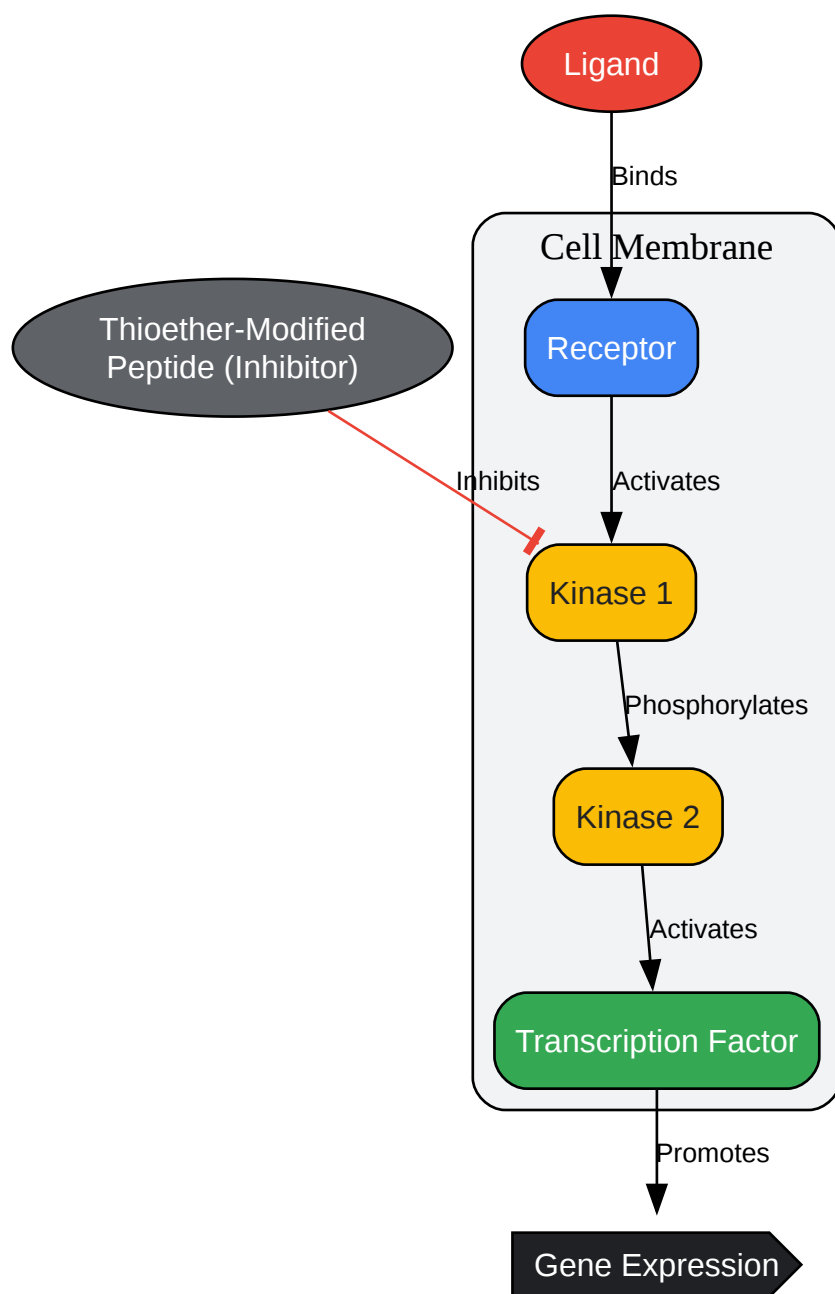 Ligand
Binds
Cell Membrane
Thioether-Modified
Peptide (Inhibitor)
Receptor
Inhibits
Activates
Kinase 1
Phosphorylates
Kinase 2
Activates
Transcription Factor
Promotes
Gene Expression